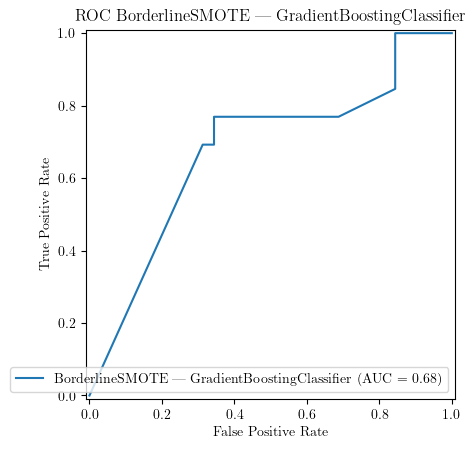 ROC BorderlineSMOTE — GradientBoostingClassifier
1.0
0.8
0.6
0.4
0.2
0.0
True Positive Rate
BorderlineSMOTE — GradientBoostingClassifier (AUC = 0.68)
0.0 0.2 0.4 0.6 0.8 1.0
False Positive Rate